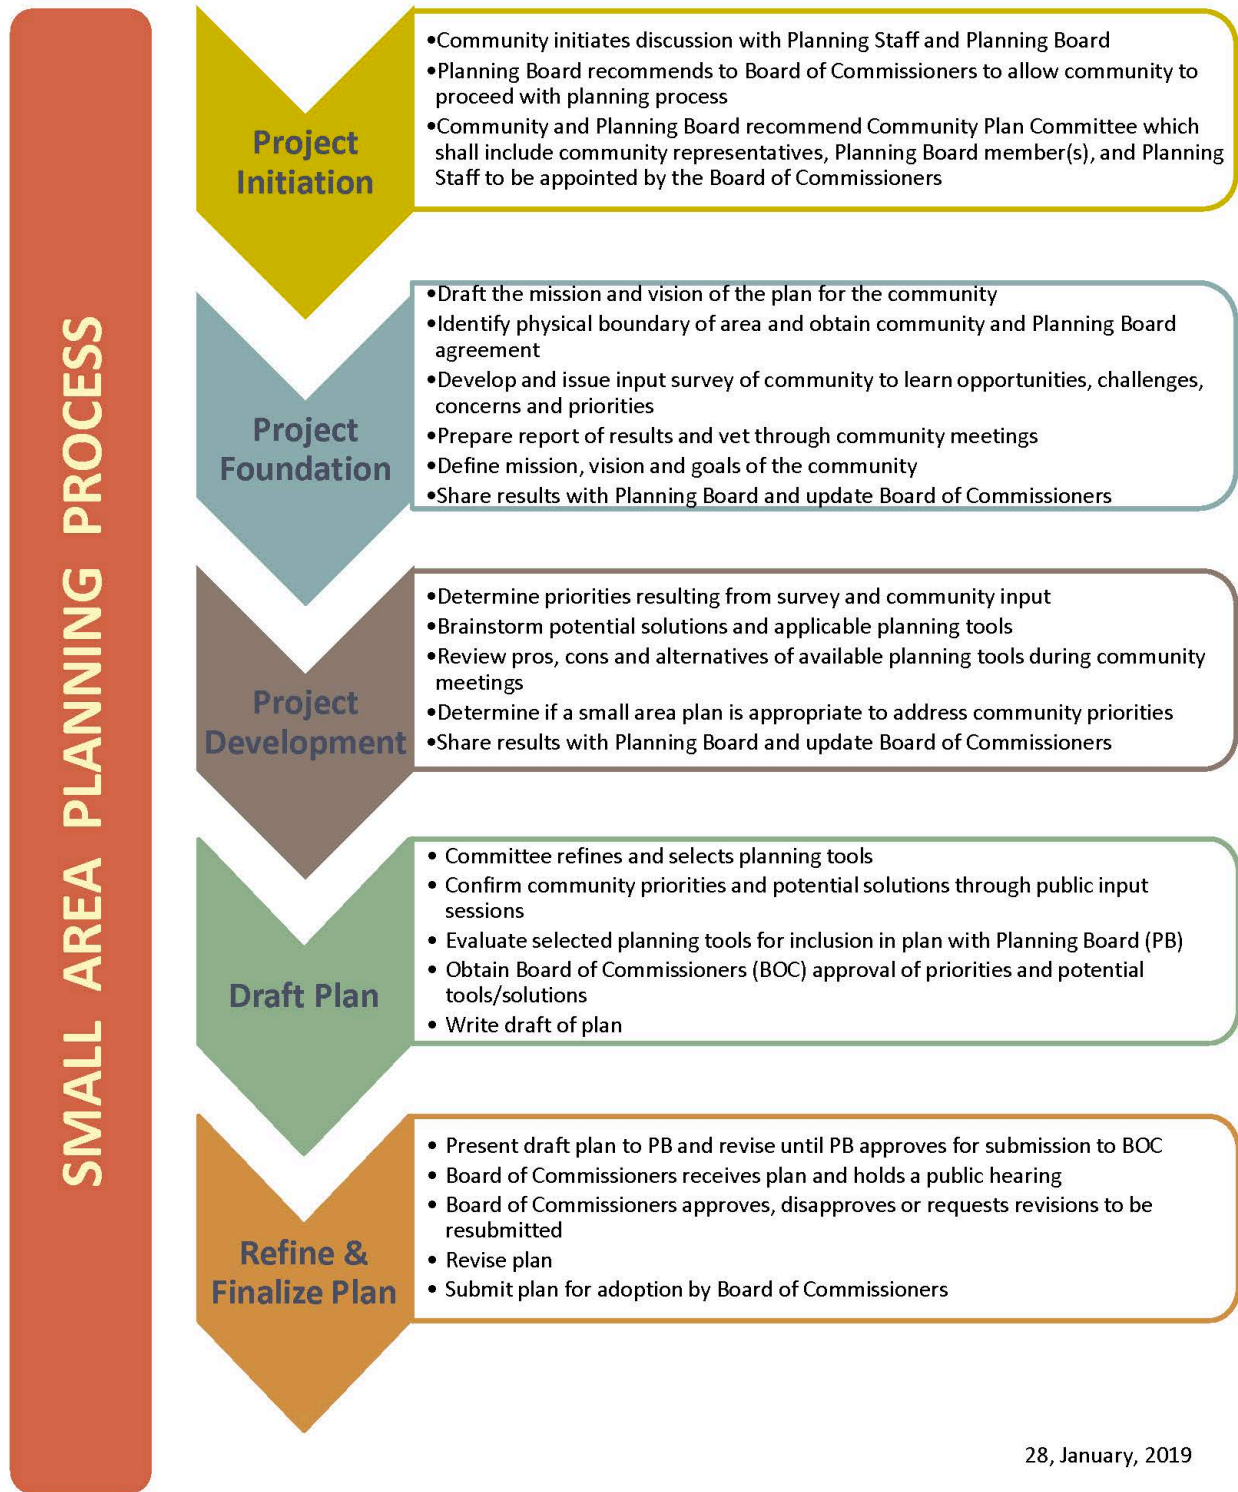 SMALL AREA PLANNING PROCESS
Project
Initiation
•Community initiates discussion with Planning Staff and Planning Board
•Planning Board recommends to Board of Commissioners to allow community to
proceed with planning process
•Community and Planning Board recommend Community Plan Committee which
shall include community representatives, Planning Board member(s), and Planning
Staff to be appointed by the Board of Commissioners
Project
Foundation
•Draft the mission and vision of the plan for the community
•Identify physical boundary of area and obtain community and Planning Board
agreement
•Develop and issue input survey of community to learn opportunities, challenges,
concerns and priorities
•Prepare report of results and vet through community meetings
•Define mission, vision and goals of the community
•Share results with Planning Board and update Board of Commissioners
Project
Development
•Determine priorities resulting from survey and community input
•Brainstorm potential solutions and applicable planning tools
•Review pros, cons and alternatives of available planning tools during community
meetings
•Determine if a small area plan is appropriate to address community priorities
•Share results with Planning Board and update Board of Commissioners
Draft Plan
• Committee refines and selects planning tools
• Confirm community priorities and potential solutions through public input
sessions
• Evaluate selected planning tools for inclusion in plan with Planning Board (PB)
• Obtain Board of Commissioners (BOC) approval of priorities and potential
tools/solutions
• Write draft of plan
Refine &
Finalize Plan
• Present draft plan to PB and revise until PB approves for submission to BOC
• Board of Commissioners receives plan and holds a public hearing
• Board of Commissioners approves, disapproves or requests revisions to be
resubmitted
• Revise plan
• Submit plan for adoption by Board of Commissioners
28, January, 2019